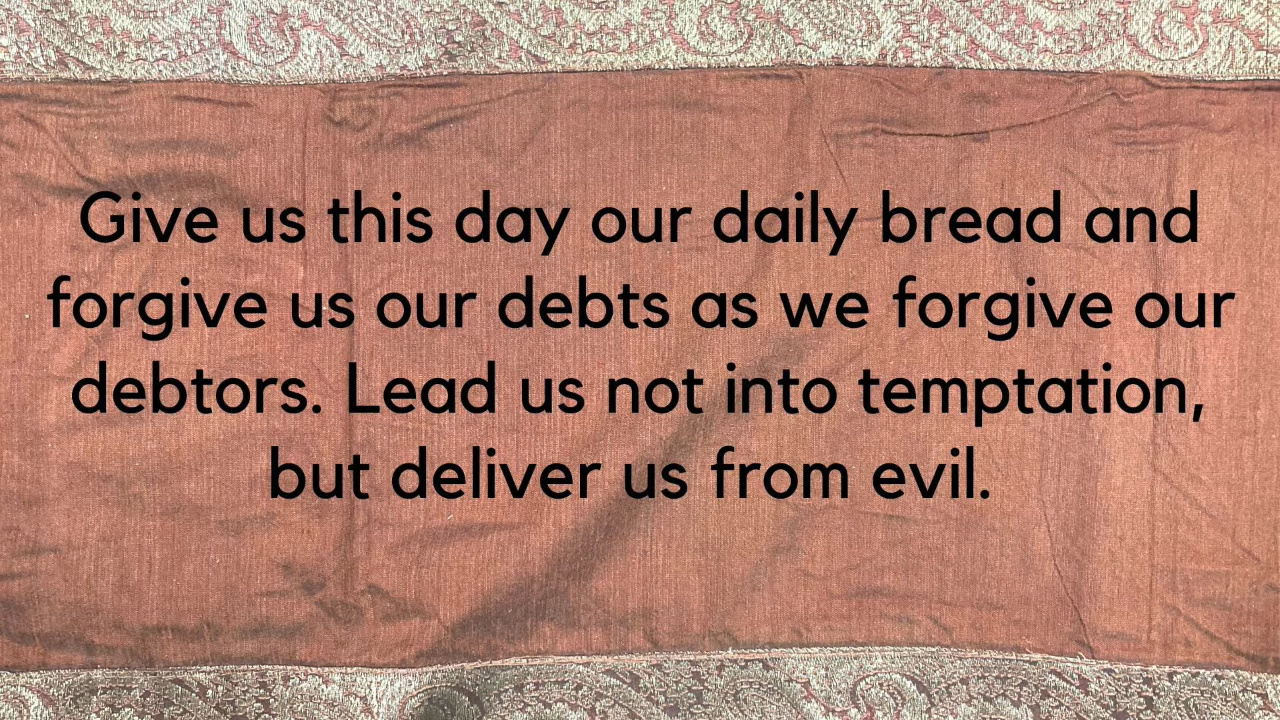 Give us this day our daily bread and
forgive us our debts as we forgive our
debtors. Lead us not into temptation,
but deliver us from evil.